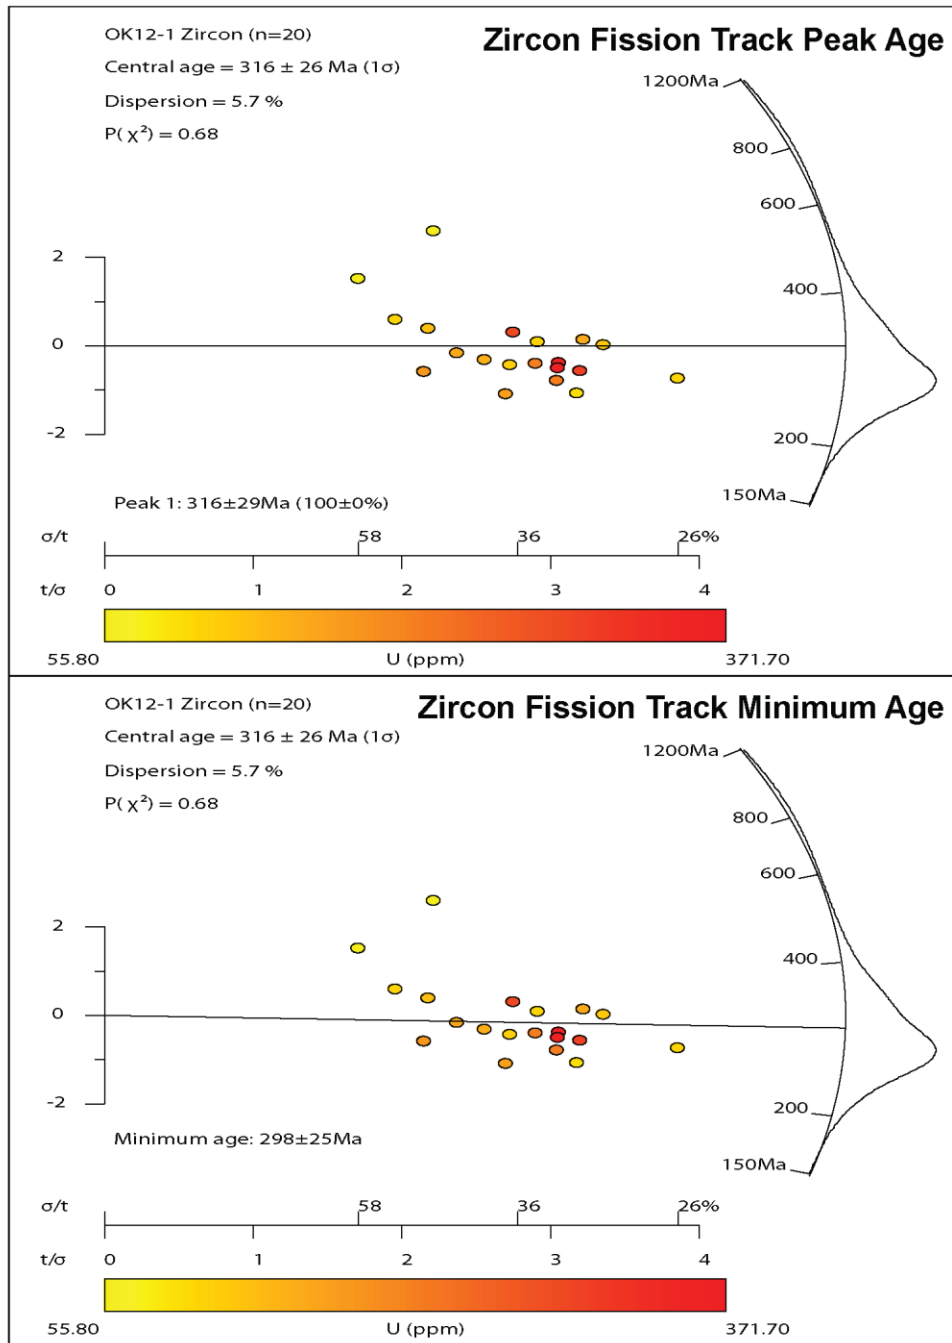 Zircon Fission Track Peak Age
OK12-1 Zircon (n=20)
Central age = 316 ± 26 Ma (1σ)
Dispersion = 5.7 %
P( χ²) = 0.68
1200Ma
800
600
400
200
150Ma
2
0
-2
Peak 1: 316±29Ma (100±0%)
σ/t 58 36 26%
t/σ 0 1 2 3 4
55.80 U (ppm) 371.70
Zircon Fission Track Minimum Age
OK12-1 Zircon (n=20)
Central age = 316 ± 26 Ma (1σ)
Dispersion = 5.7 %
P( χ²) = 0.68
1200Ma
800
600
400
200
150Ma
2
0
-2
Minimum age: 298±25Ma
σ/t 58 36 26%
t/σ 0 1 2 3 4
55.80 U (ppm) 371.70